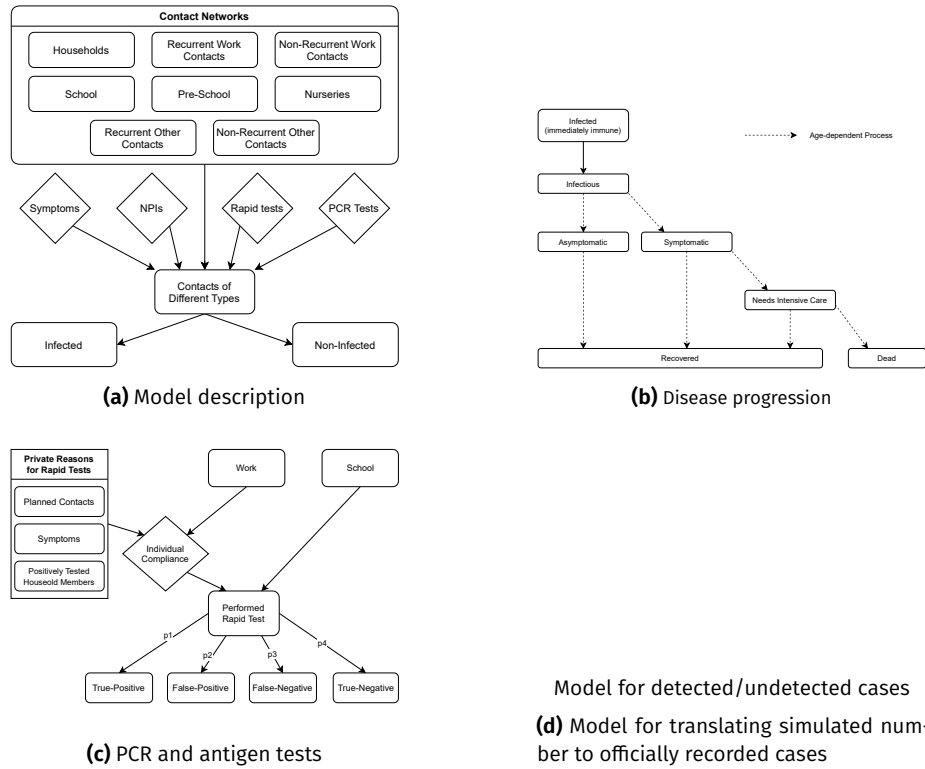 Contact Networks
Households
Recurrent Work
Contacts
Non-Recurrent Work
Contacts
School
Pre-School
Nurseries
Recurrent Other
Contacts
Non-Recurrent Other
Contacts
Symptoms
NPIs
Rapid tests
PCR Tests
Contacts of
Different Types
Infected
Non-Infected
(a) Model description
Infected
(immediately immune)
Age-dependent Process
Infectious
Asymptomatic
Symptomatic
Needs Intensive Care
Recovered
Dead
(b) Disease progression
Private Reasons
for Rapid Tests
Planned Contacts
Symptoms
Positively Tested
Houseold Members
Work
School
Individual
Compliance
Performed
Rapid Test
p1
p2
p3
p4
True-Positive
False-Positive
False-Negative
True-Negative
(c) PCR and antigen tests
Model for detected/undetected cases
(d) Model for translating simulated num-
ber to officially recorded cases